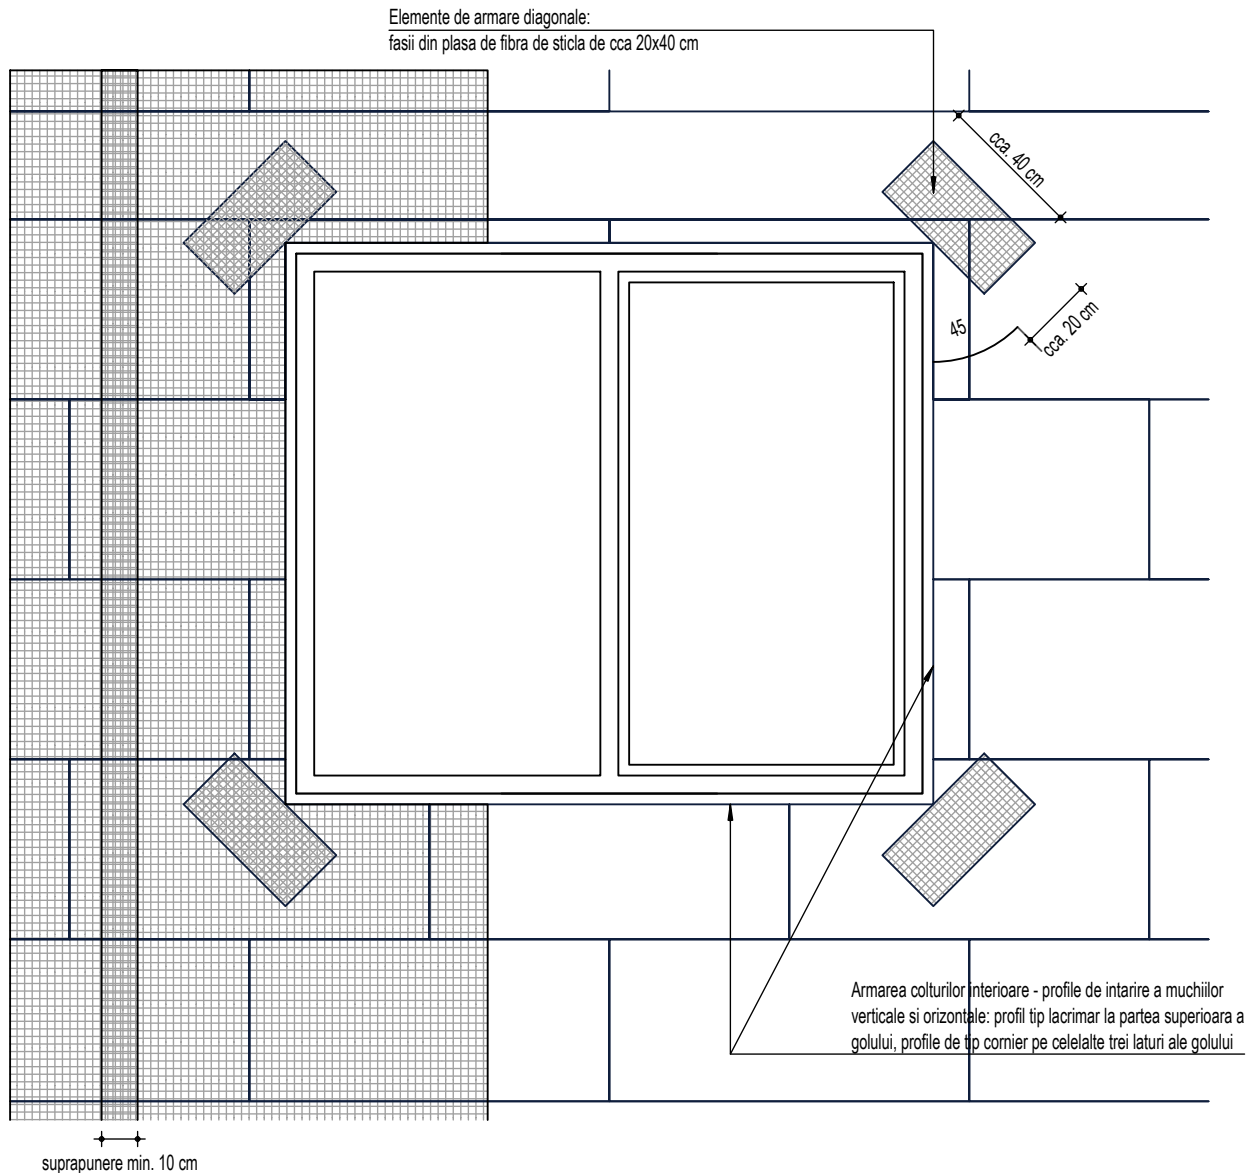 Elemente de armare diagonale:
fasii din plasa de fibra de sticla de cca 20x40 cm
cca. 40 cm
45
cca. 20 cm
Armarea colturilor interioare - profile de intarire a muchiilor
verticale si orizontale: profil tip lacrimar la partea superioara a
golului, profile de tip cornier pe celelalte trei laturi ale golului
suprapunere min. 10 cm